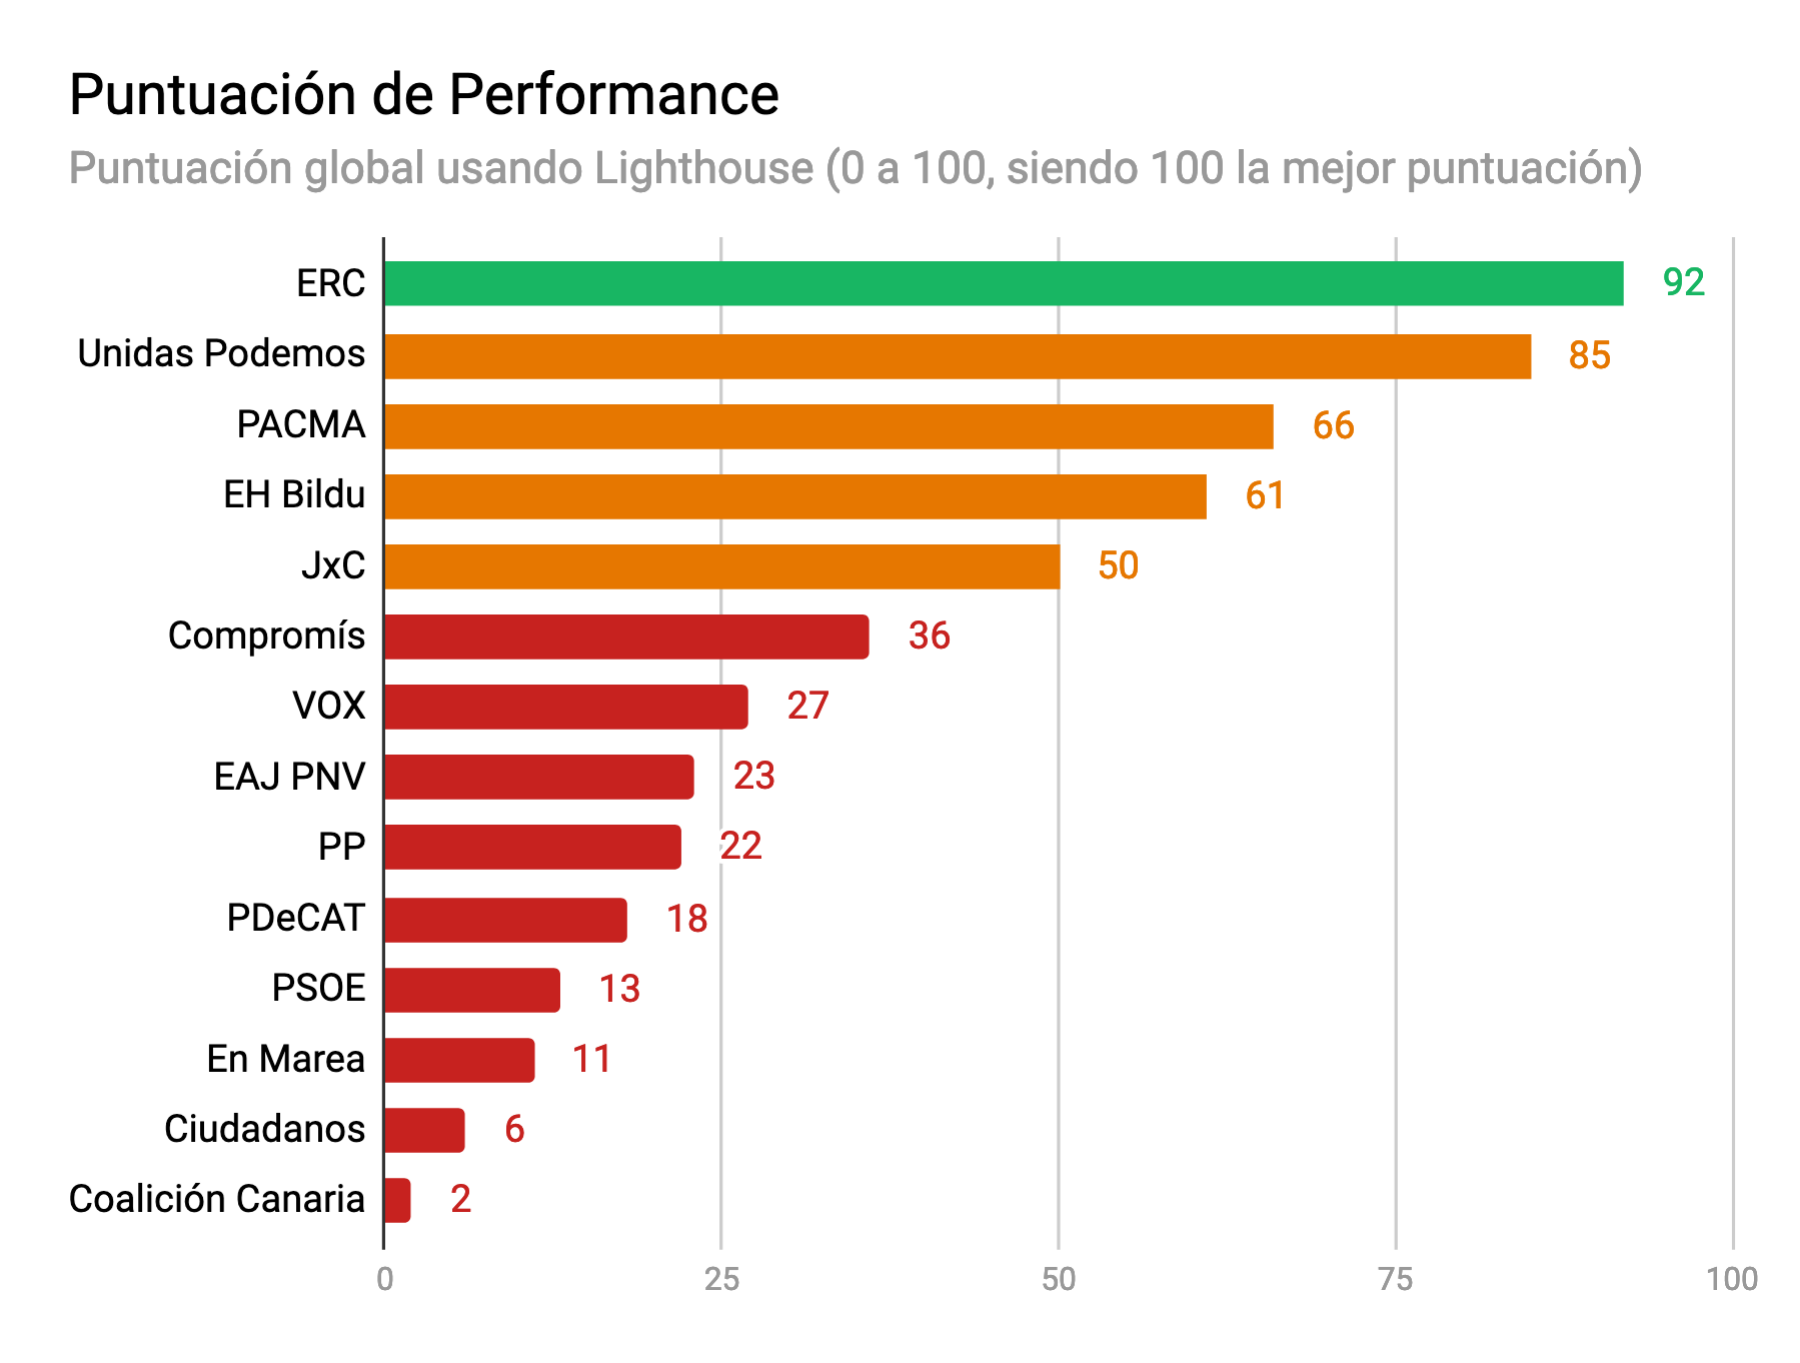 Puntuación de Performance
Puntuación global usando Lighthouse (0 a 100, siendo 100 la mejor puntuación)
ERC 92
Unidas Podemos 85
PACMA 66
EH Bildu 61
JxC 50
Compromís 36
VOX 27
EAJ PNV 23
PP 22
PDeCAT 18
PSOE 13
En Marea 11
Ciudadanos 6
Coalición Canaria 2
0 25 50 75 100